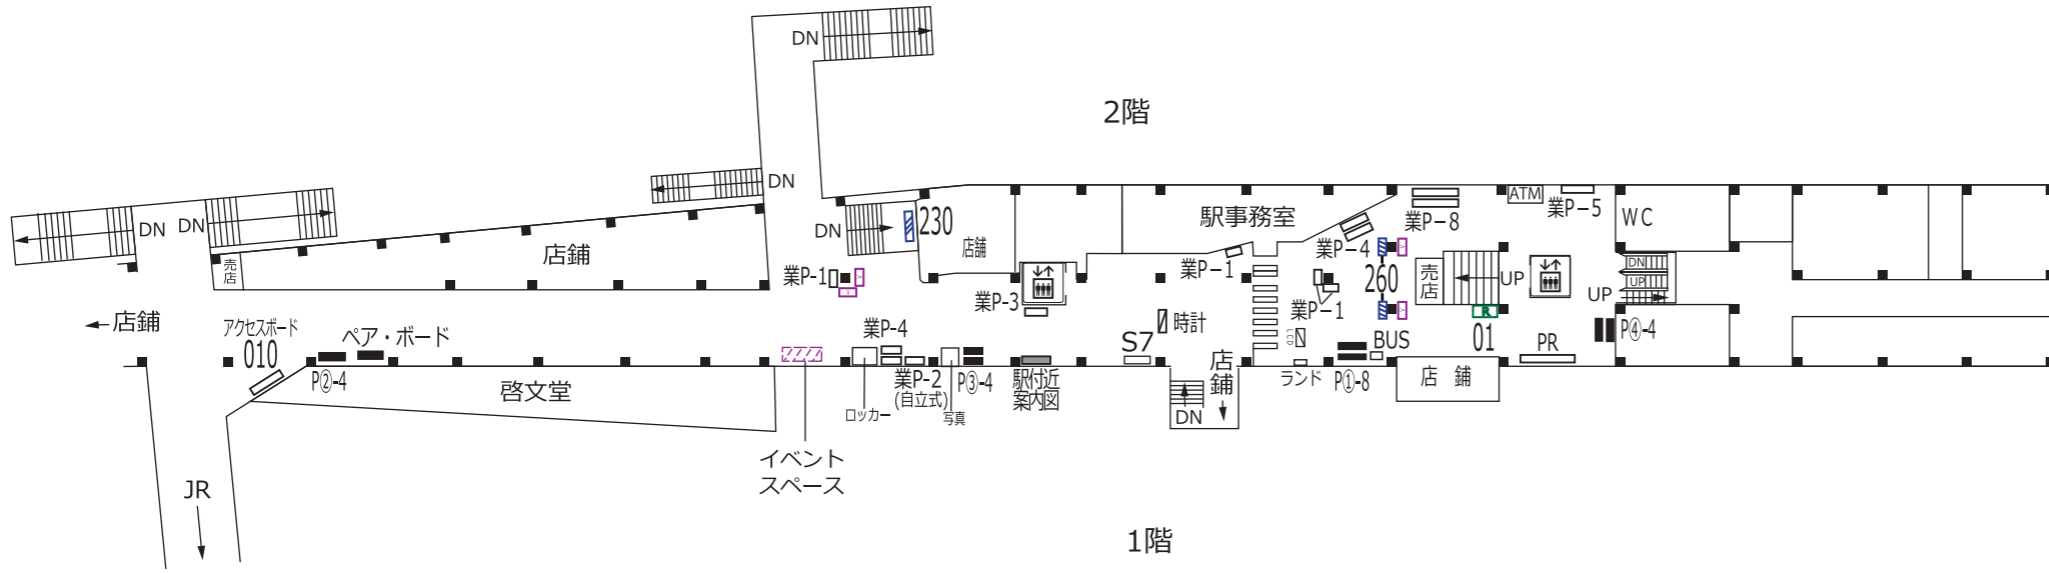 DN
2階
DN
DN
DN
DN
230
店舗
売店
店舗
店舗
駅事務室
業P-4
業P-8
ATM
業P-5
WC
業P-1
業P-3
業P-1
業P-1
260
売店
UP
DN
UP
UP
店舗
アクセスボード
010
ペア・ボード
業P-4
時計
S7
LCD
BUS
01
R
PR
P④-4
P②-4
啓文堂
業P-2
(自立式)
P③-4
駅付近
案内図
店舗
ランド
P①-8
店 舗
ロッカー
写真
DN
イベント
スペース
JR
1階